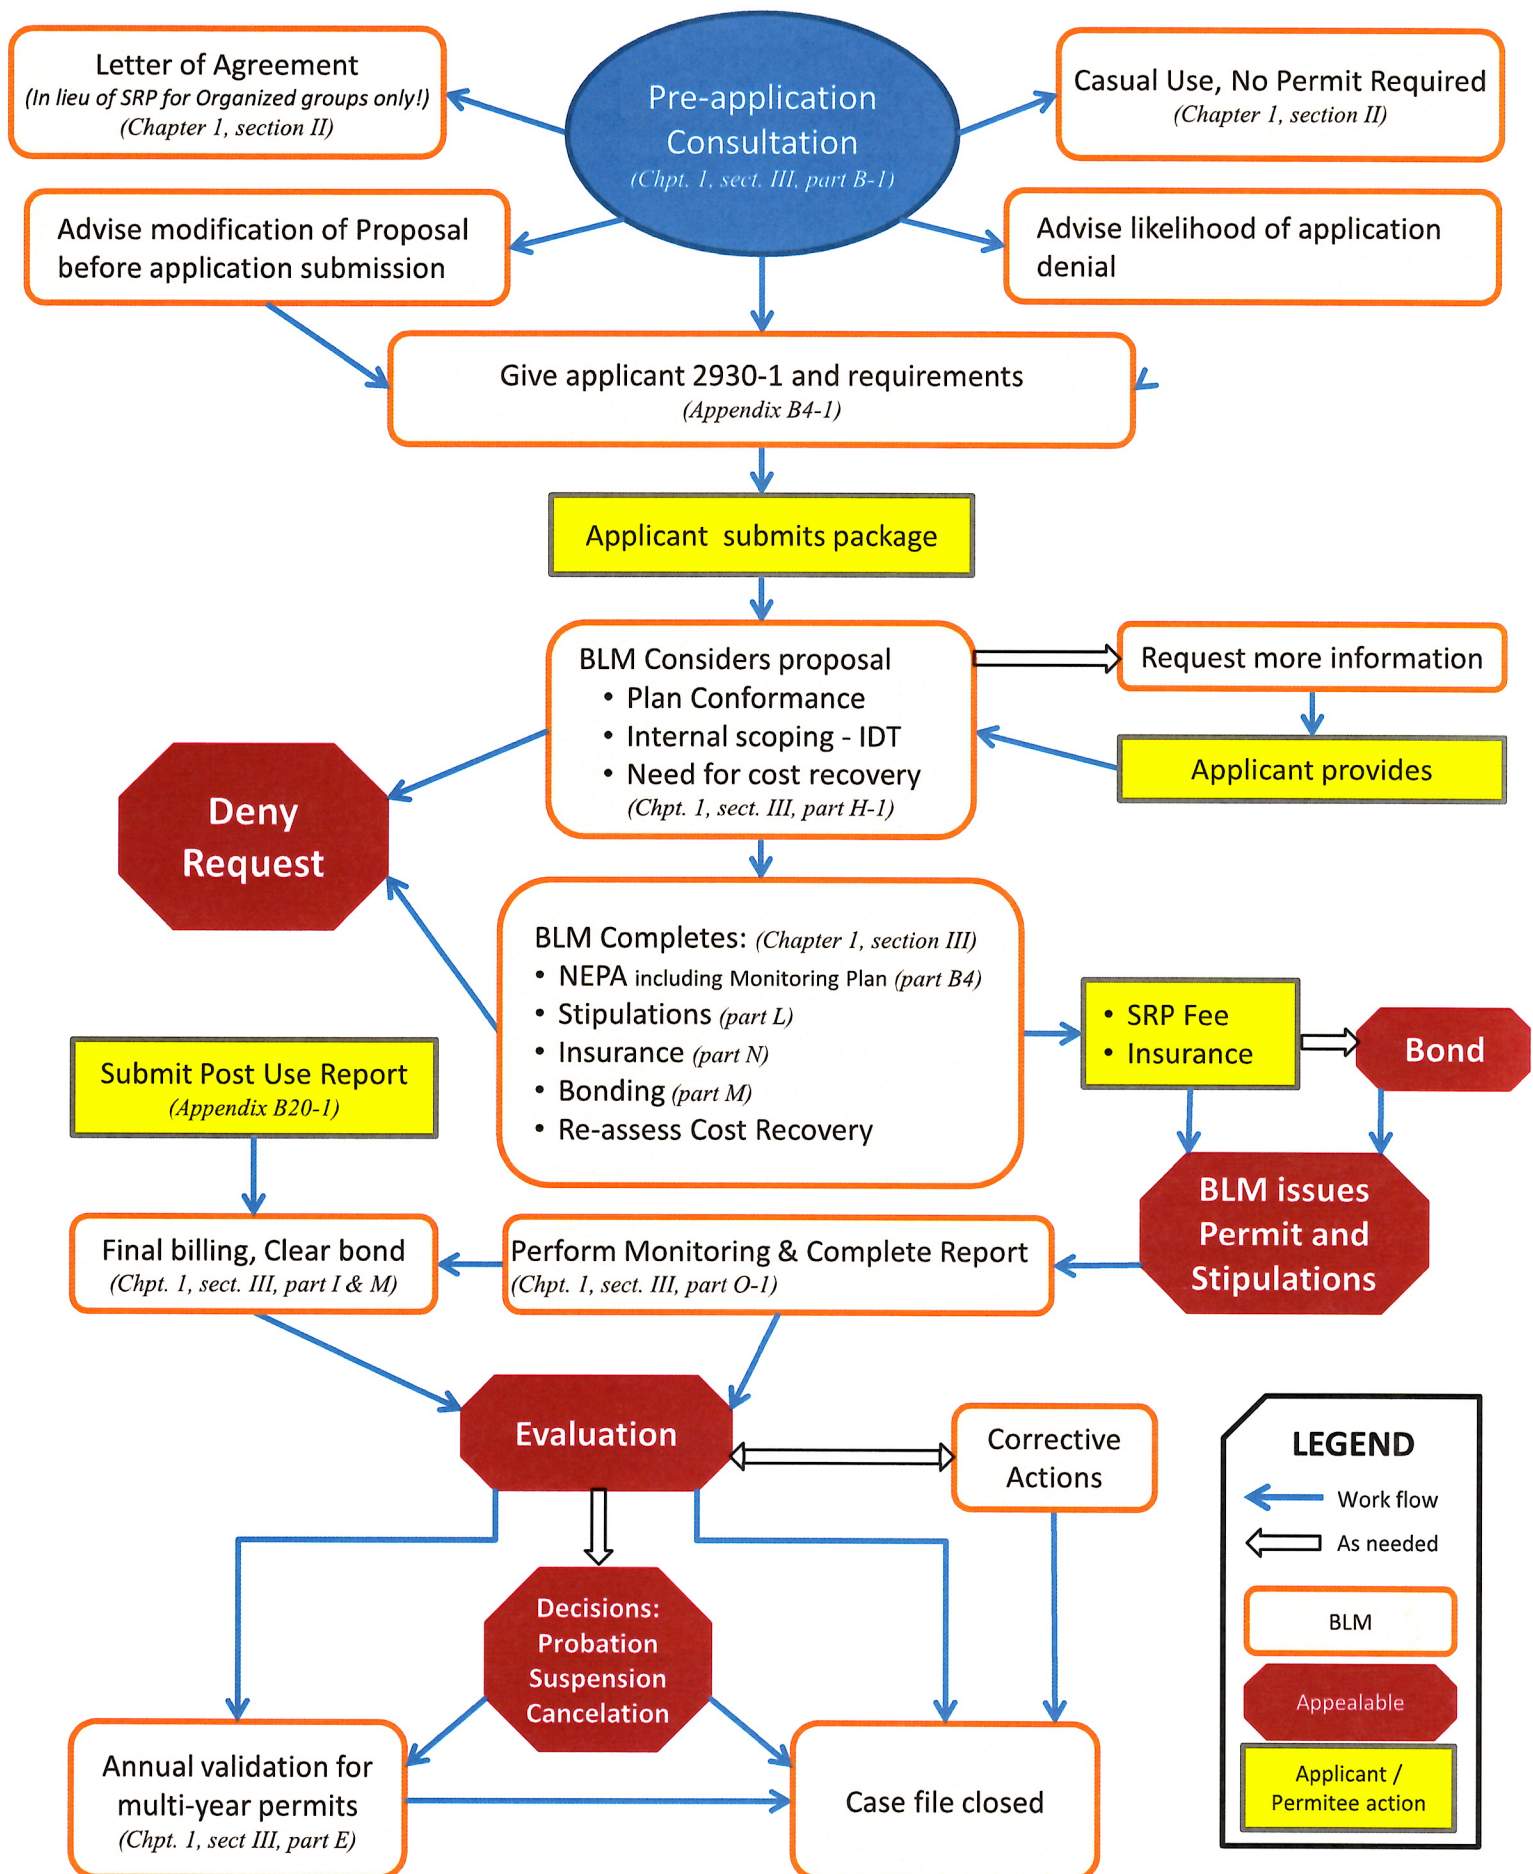 Letter of Agreement
(In lieu of SRP for Organized groups only!)
(Chapter 1, section II)
Pre-application
Consultation
(Chpt. 1, sect. III, part B-1)
Casual Use, No Permit Required
(Chapter 1, section II)
Advise modification of Proposal
before application submission
Advise likelihood of application
denial
Give applicant 2930-1 and requirements
(Appendix B4-1)
Applicant  submits package
BLM Considers proposal
• Plan Conformance
• Internal scoping - IDT
• Need for cost recovery
(Chpt. 1, sect. III, part H-1)
Request more information
Applicant provides
Deny
Request
BLM Completes: (Chapter 1, section III)
• NEPA including Monitoring Plan (part B4)
• Stipulations (part L)
• Insurance (part N)
• Bonding (part M)
• Re-assess Cost Recovery
• SRP Fee
• Insurance
Bond
Submit Post Use Report
(Appendix B20-1)
BLM issues
Permit and
Stipulations
Final billing, Clear bond
(Chpt. 1, sect. III, part I & M)
Perform Monitoring & Complete Report
(Chpt. 1, sect. III, part O-1)
Evaluation
Corrective
Actions
Decisions:
Probation
Suspension
Cancelation
Annual validation for
multi-year permits
(Chpt. 1, sect III, part E)
Case file closed
LEGEND
Work flow
As needed
BLM
Appealable
Applicant /
Permitee action